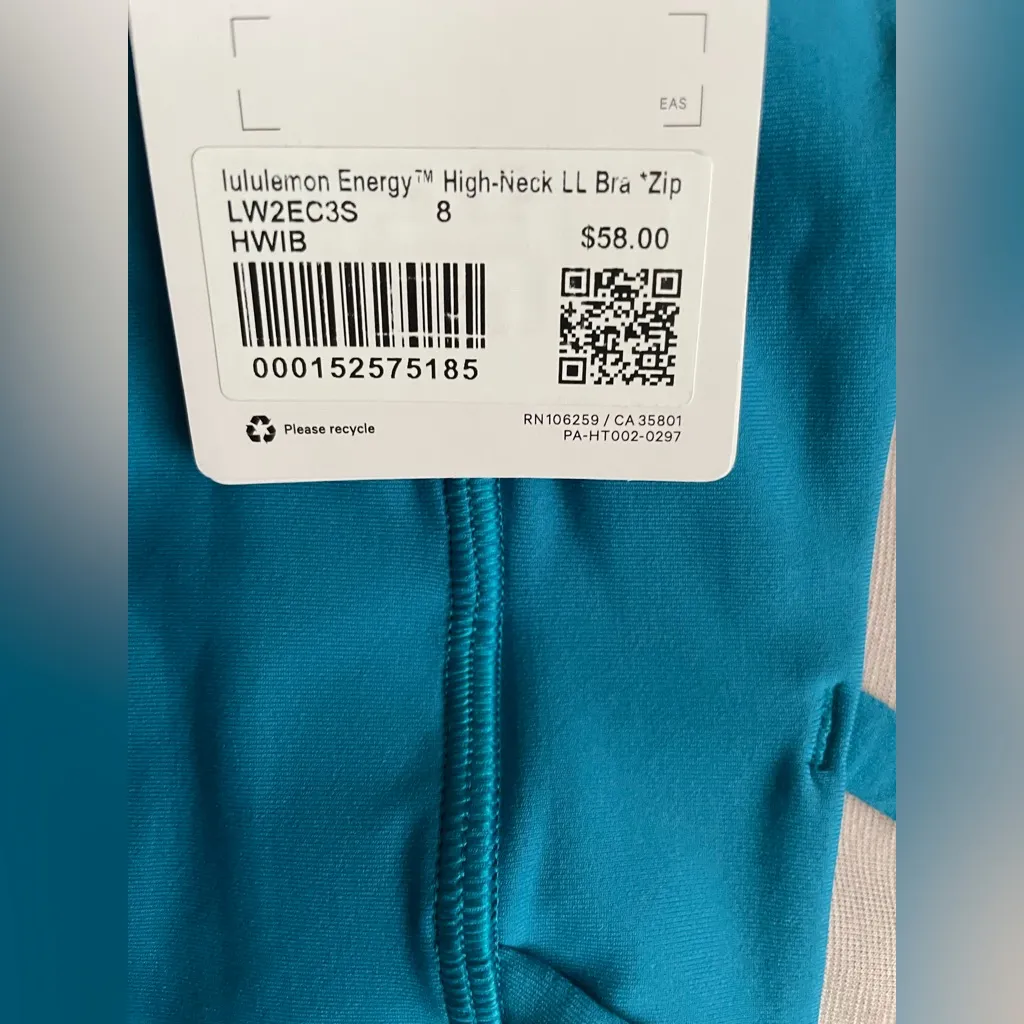 EAS
lululemon Energy™ High-Neck LL Bra *Zip
LW2EC3S 8
HWIB $58.00
000152575185
Please recycle
RN106259 / CA 35801
PA-HT002-0297